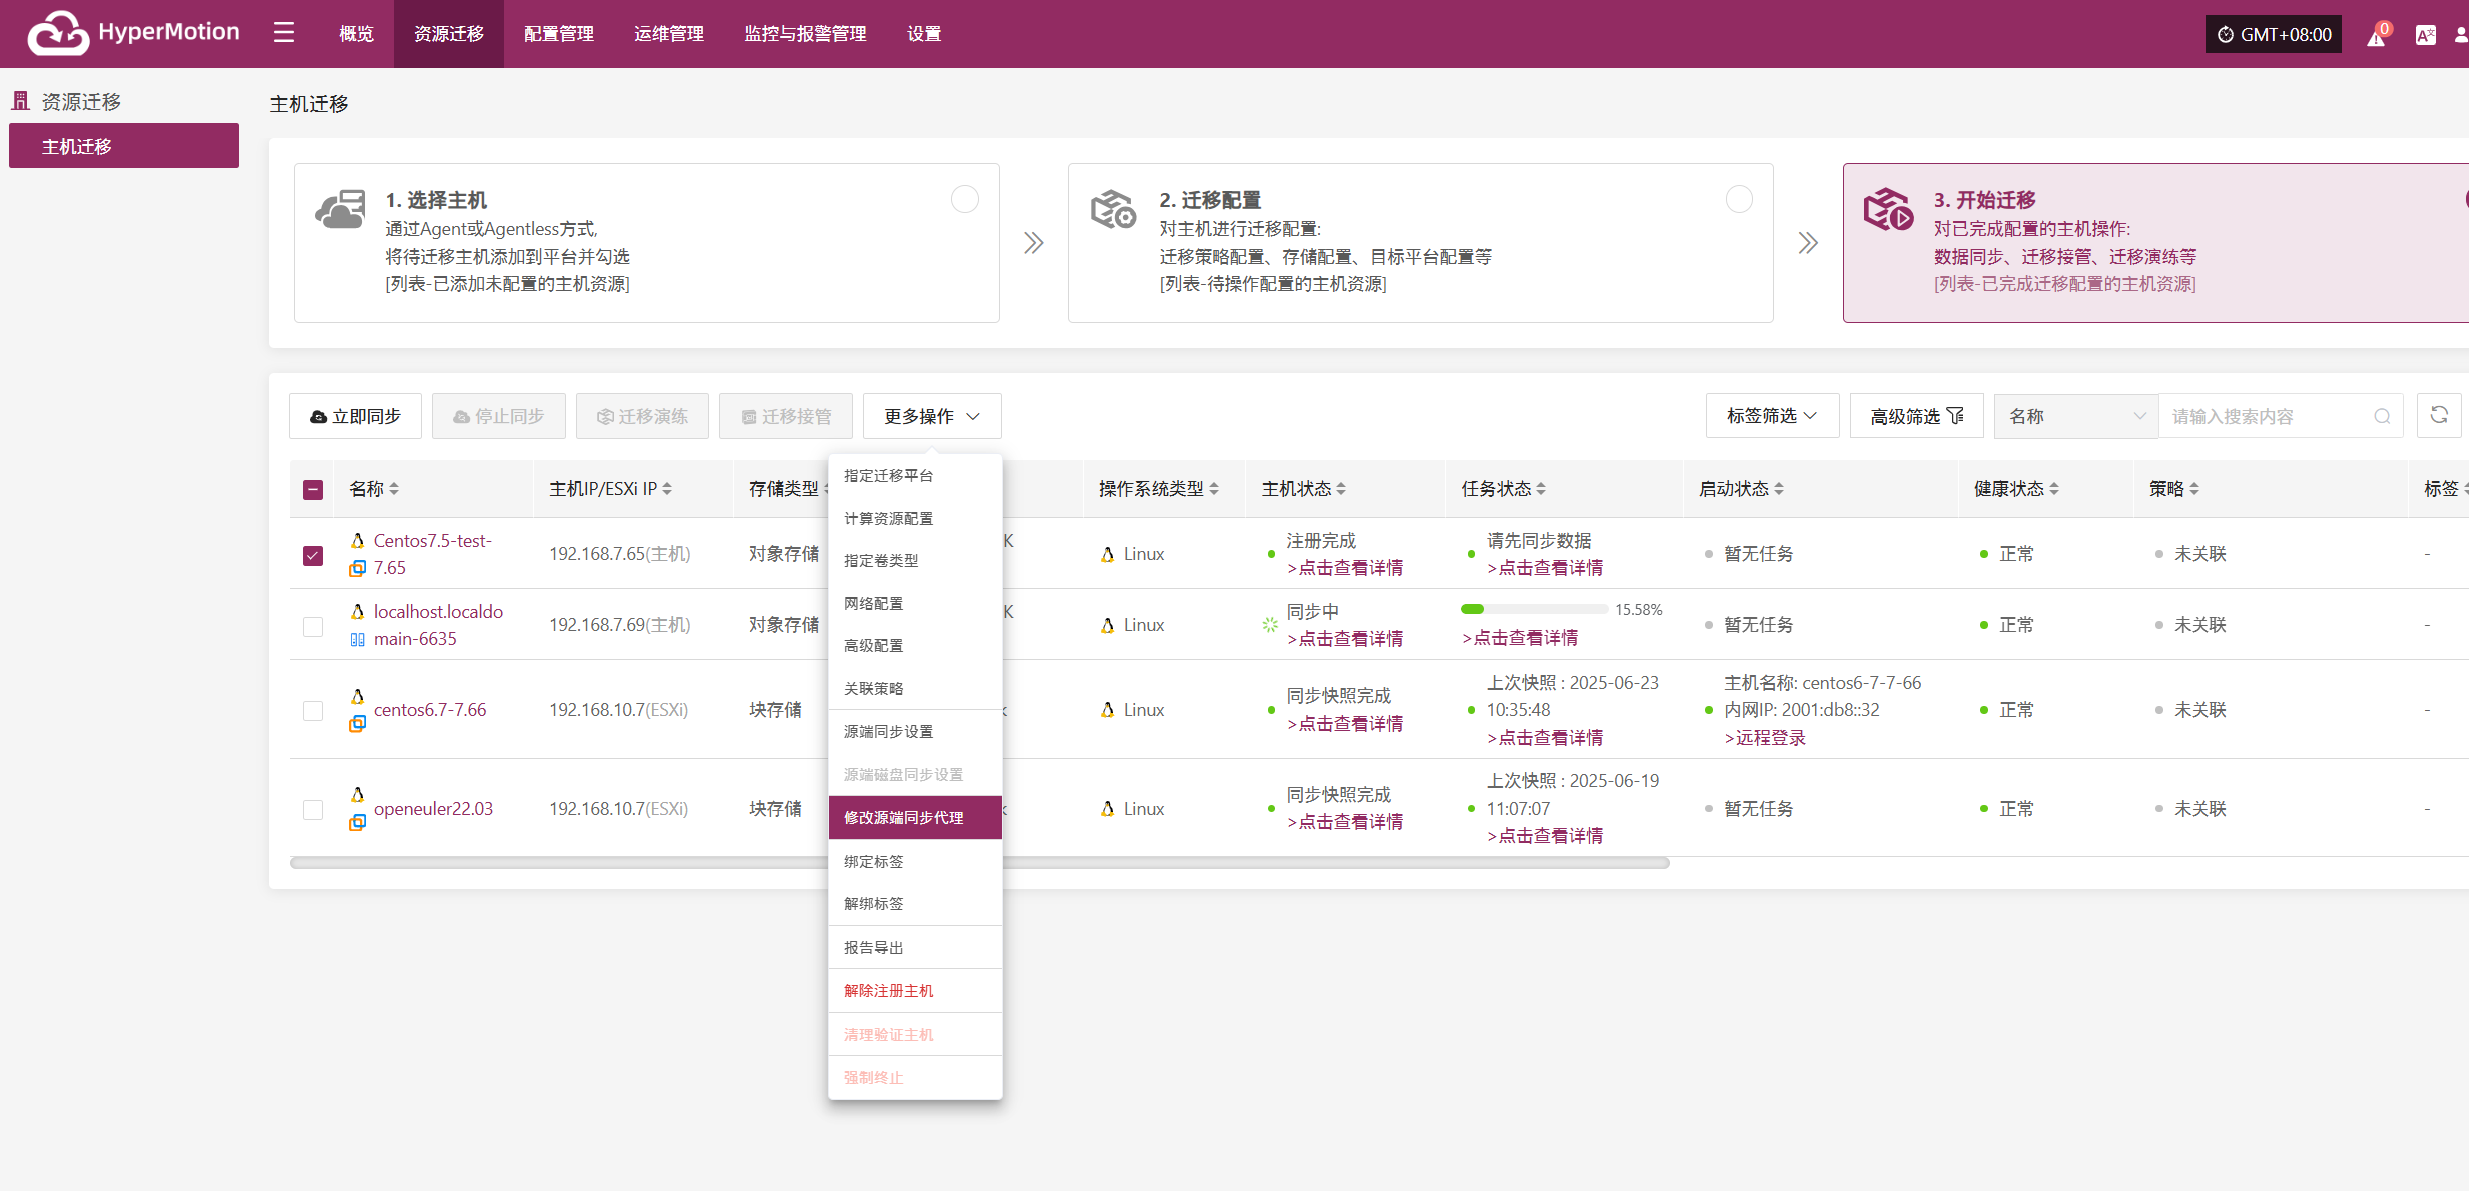 HyperMotion
概览
资源迁移
配置管理
运维管理
监控与报警管理
设置
GMT+08:00
0
资源迁移
主机迁移
主机迁移
1. 选择主机
通过Agent或Agentless方式,
将待迁移主机添加到平台并勾选
[列表-已添加未配置的主机资源]
2. 迁移配置
对主机进行迁移配置:
迁移策略配置、存储配置、目标平台配置等
[列表-待操作配置的主机资源]
3. 开始迁移
对已完成配置的主机操作:
数据同步、迁移接管、迁移演练等
[列表-已完成迁移配置的主机资源]
立即同步
停止同步
迁移演练
迁移接管
更多操作
标签筛选
高级筛选
名称
请输入搜索内容
名称
主机IP/ESXi IP
存储类型
操作系统类型
主机状态
任务状态
启动状态
健康状态
策略
标签
Centos7.5-test-
7.65
192.168.7.65(主机)
对象存储
K
Linux
注册完成
>点击查看详情
请先同步数据
>点击查看详情
暂无任务
正常
未关联
-
localhost.localdo
main-6635
192.168.7.69(主机)
对象存储
K
Linux
同步中
>点击查看详情
15.58%
>点击查看详情
暂无任务
正常
未关联
-
centos6.7-7.66
192.168.10.7(ESXi)
块存储
Linux
同步快照完成
>点击查看详情
上次快照 : 2025-06-23
10:35:48
>点击查看详情
主机名称: centos6-7-7-66
内网IP: 2001:db8::32
>远程登录
正常
未关联
-
openeuler22.03
192.168.10.7(ESXi)
块存储
Linux
同步快照完成
>点击查看详情
上次快照 : 2025-06-19
11:07:07
>点击查看详情
暂无任务
正常
未关联
-
指定迁移平台
计算资源配置
指定卷类型
网络配置
高级配置
关联策略
源端同步设置
源端磁盘同步设置
修改源端同步代理
绑定标签
解绑标签
报告导出
解除注册主机
清理验证主机
强制终止